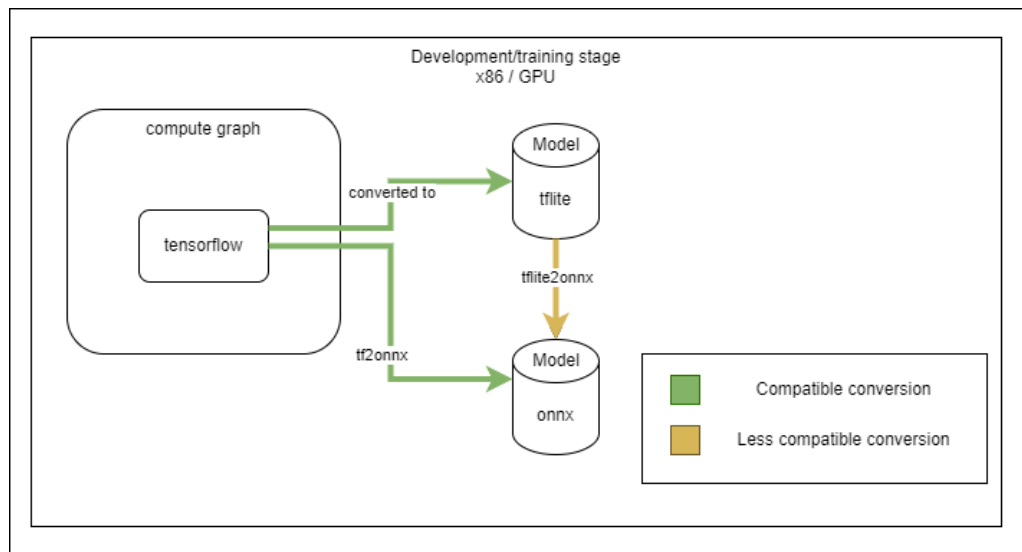 Development/training stage
x86 / GPU
compute graph
tensorflow
converted to
tf2onnx
Model
tflite
tflite2onnx
Model
onnx
Compatible conversion
Less compatible conversion